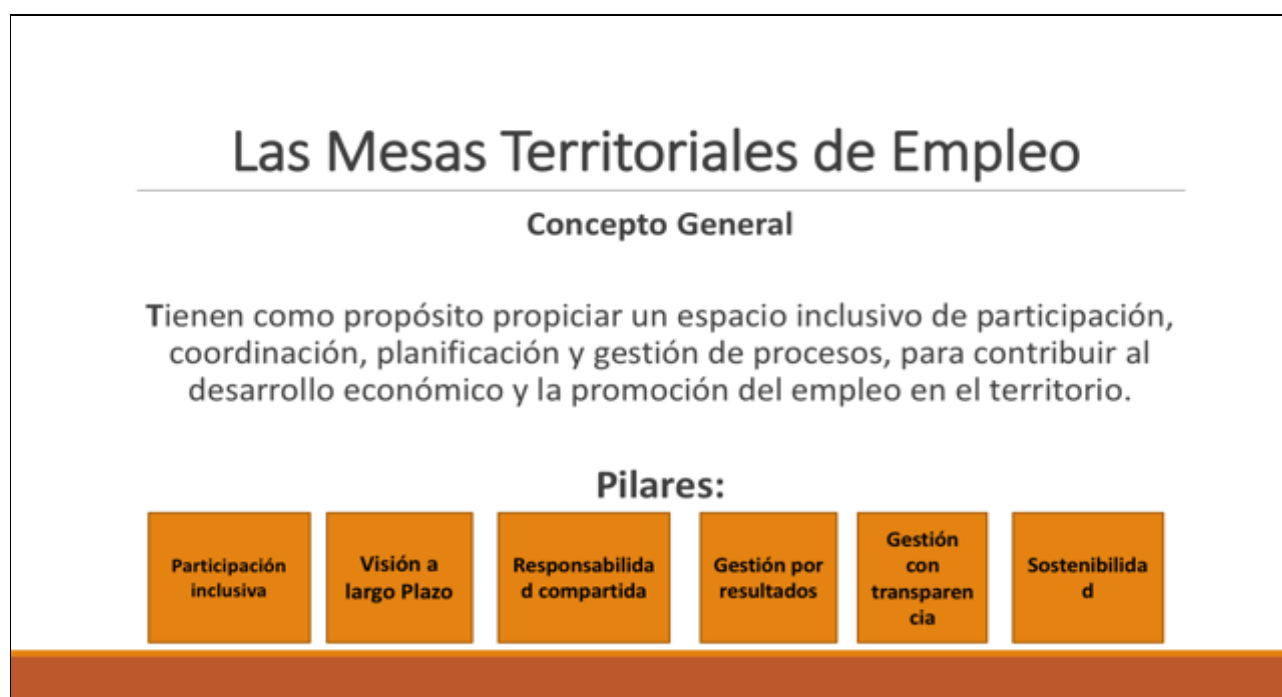 Las Mesas Territoriales de Empleo
Concepto General
Tienen como propósito propiciar un espacio inclusivo de participación,
coordinación, planificación y gestión de procesos, para contribuir al
desarrollo económico y la promoción del empleo en el territorio.
Pilares:
Participación
inclusiva
Visión a
largo Plazo
Responsabilida
d compartida
Gestión por
resultados
Gestión
con
transparen
cia
Sostenibilida
d